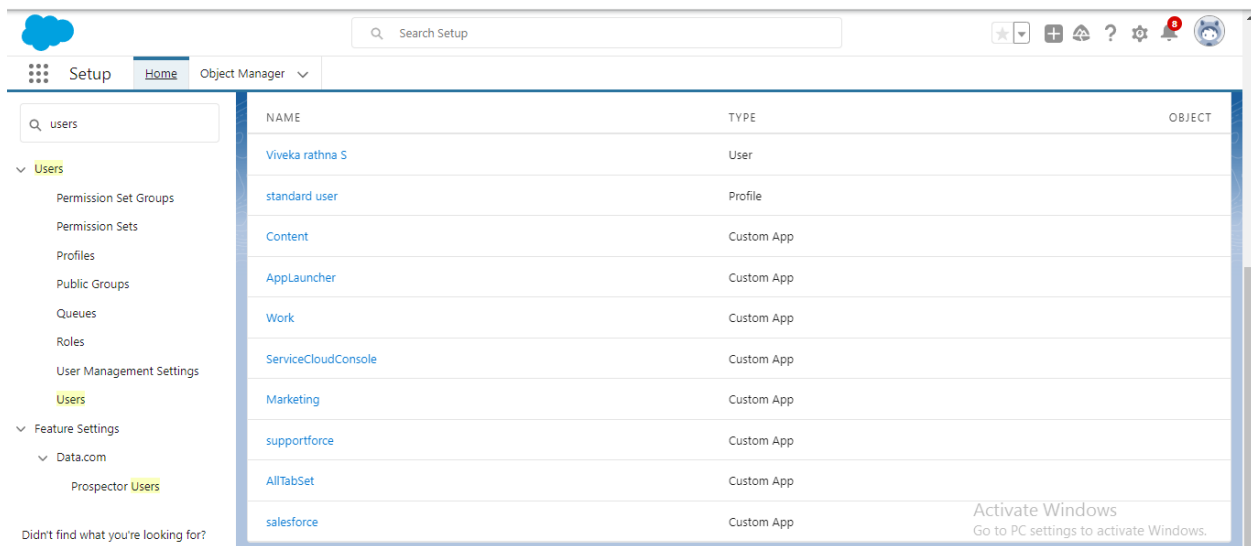 Search Setup
8
Setup Home Object Manager
users
Users
Permission Set Groups
Permission Sets
Profiles
Public Groups
Queues
Roles
User Management Settings
Users
Feature Settings
Data.com
Prospector Users
Didn't find what you're looking for?
NAME TYPE OBJECT
Viveka rathna S User
standard user Profile
Content Custom App
AppLauncher Custom App
Work Custom App
ServiceCloudConsole Custom App
Marketing Custom App
supportforce Custom App
AllTabSet Custom App
salesforce Custom App
Activate Windows
Go to PC settings to activate Windows.